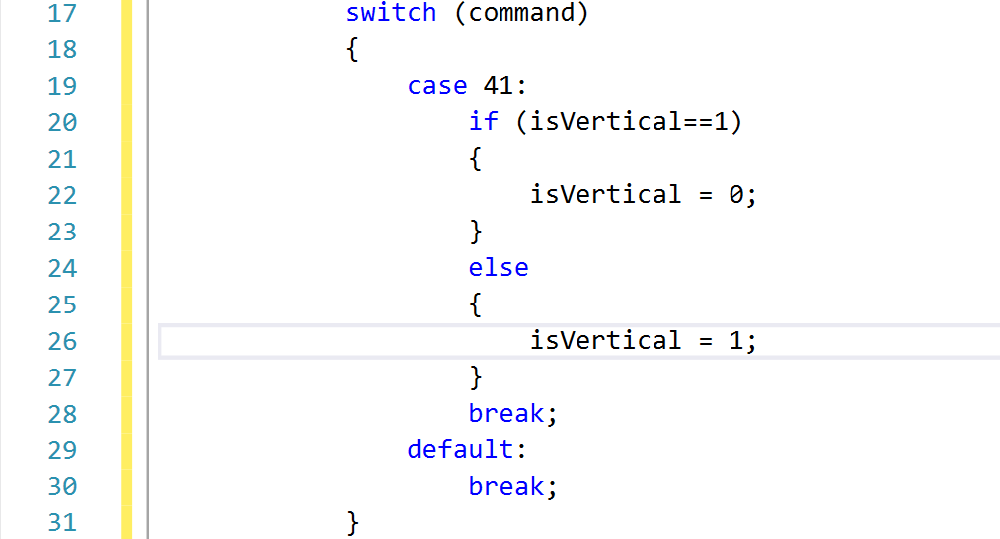 17 switch (command)
18 {
19 case 41:
20 if (isVertical==1)
21 {
22 isVertical = 0;
23 }
24 else
25 {
26 isVertical = 1;
27 }
28 break;
29 default:
30 break;
31 }